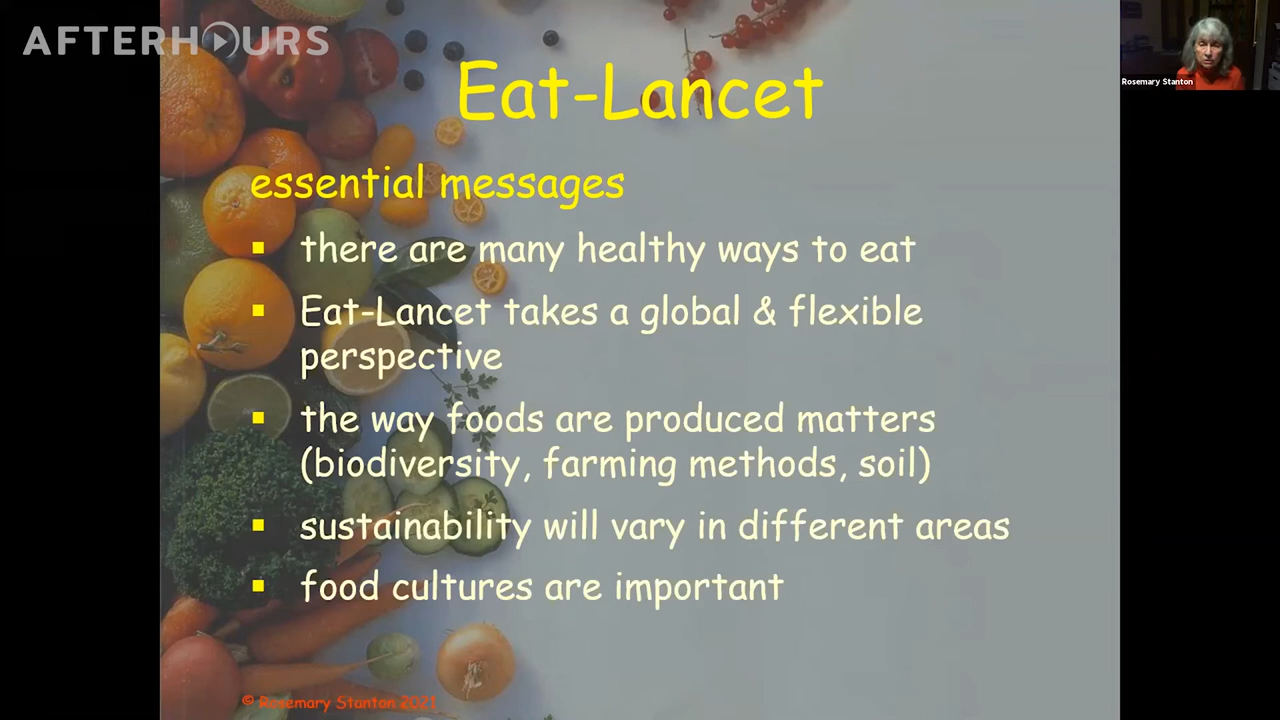 AFTERHOURS
Rosemary Stanton
Eat-Lancet
essential messages
there are many healthy ways to eat
Eat-Lancet takes a global & flexible
perspective
the way foods are produced matters
(biodiversity, farming methods, soil)
sustainability will vary in different areas
food cultures are important
© Rosemary Stanton 2021